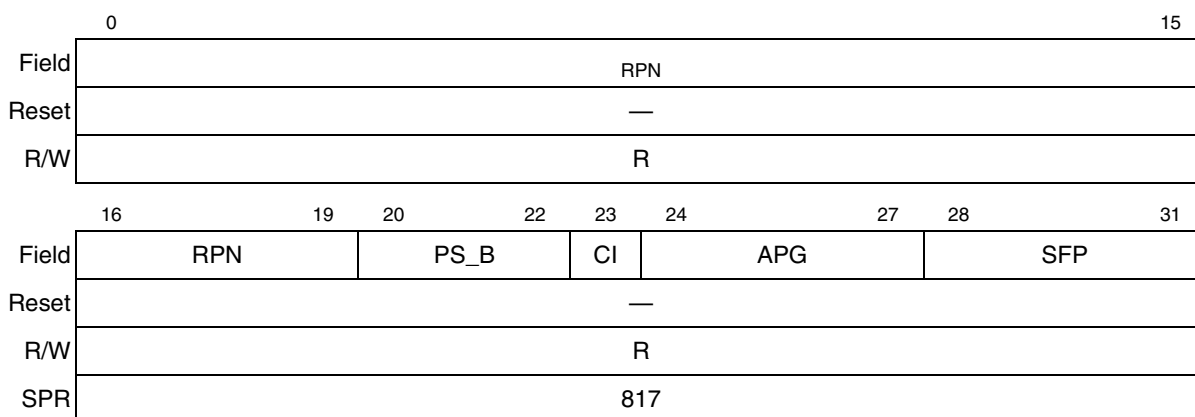 0 15
Field RPN
Reset —
R/W R
16 19 20 22 23 24 27 28 31
Field RPN PS_B CI APG SFP
Reset —
R/W R
SPR 817